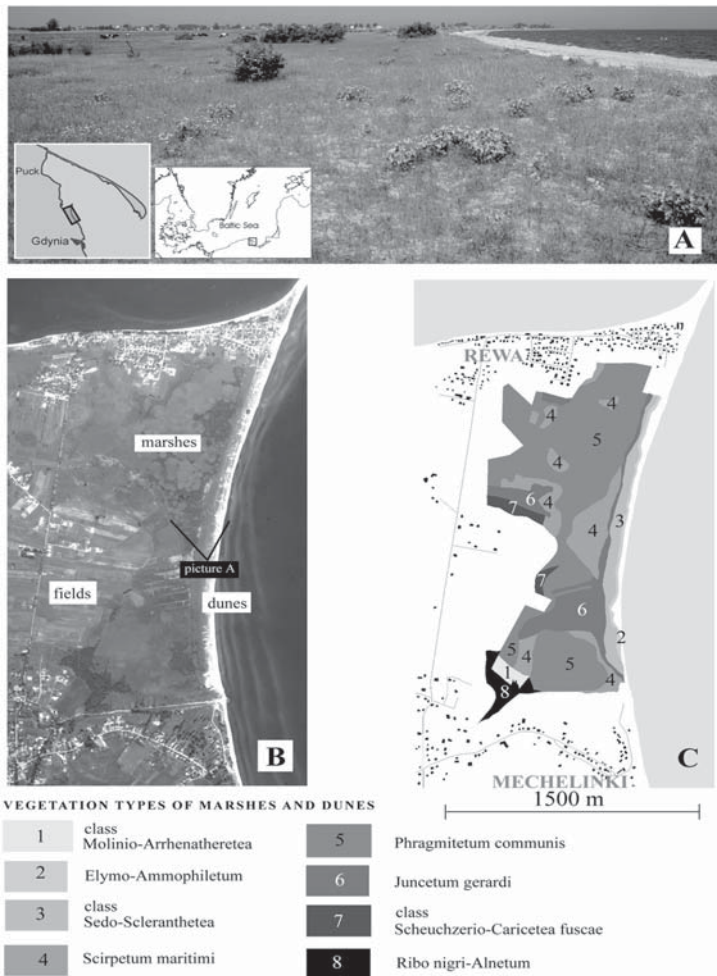 Puck
Gdynia
Baltic Sea
A
marshes
picture A
fields
dunes
B
REWA
4
4
5
4
6
7
4
4
3
7
6
2
5
4
5
1
4
8
C
MECHELINKI
1500 m
VEGETATION TYPES OF MARSHES AND DUNES
1
class
Molinio-Arrhenatheretea
2
Elymo-Ammophiletum
3
class
Sedo-Scleranthetea
4
Scirpetum maritimi
5
Phragmitetum communis
6
Juncetum gerardi
7
class
Scheuchzerio-Caricetea fuscae
8
Ribo nigri-Alnetum